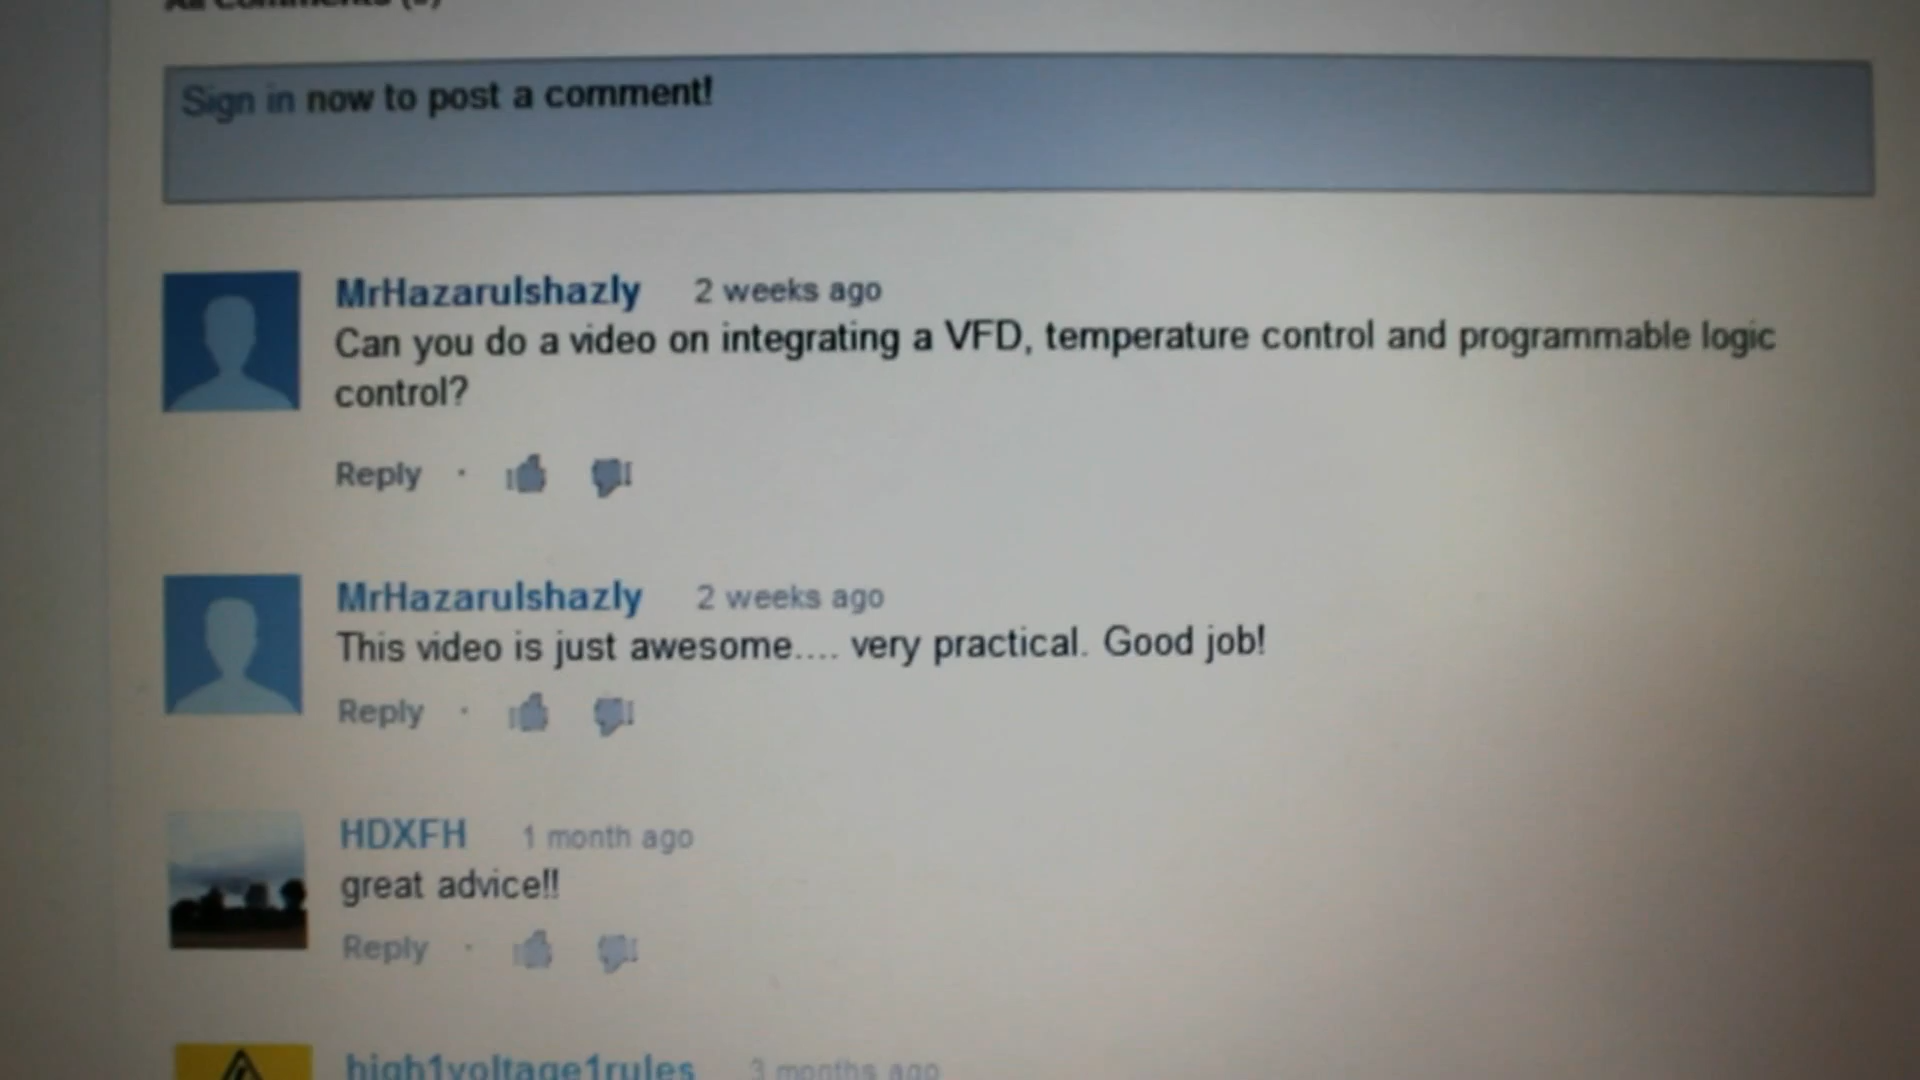 All Comments
Sign in now to post a comment!
MrHazarulshazly 2 weeks ago
Can you do a video on integrating a VFD, temperature control and programmable logic
control?
Reply ·
MrHazarulshazly 2 weeks ago
This video is just awesome.... very practical. Good job!
Reply ·
HDXFH 1 month ago
great advice!!
Reply ·
high1voltage1rules 3 months ago